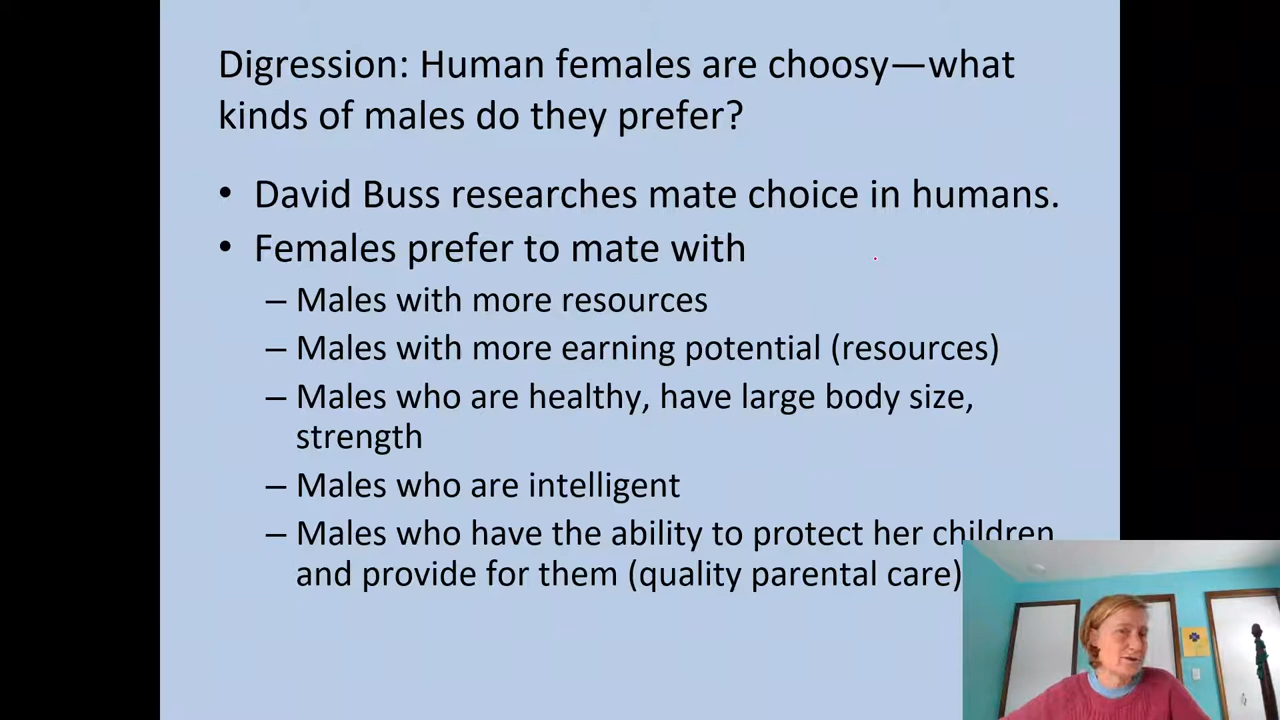 Digression: Human females are choosy—what
kinds of males do they prefer?
• David Buss researches mate choice in humans.
• Females prefer to mate with
– Males with more resources
– Males with more earning potential (resources)
– Males who are healthy, have large body size,
strength
– Males who are intelligent
– Males who have the ability to protect her children
and provide for them (quality parental care)